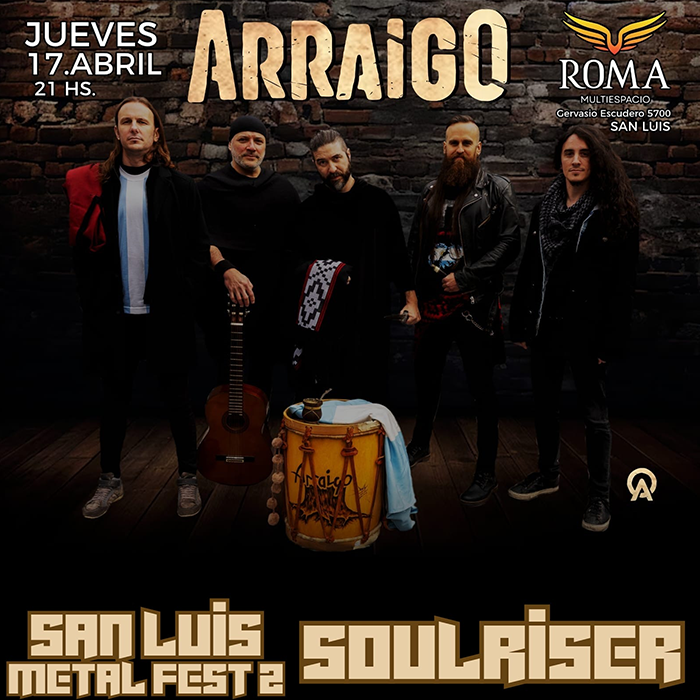 JUEVES
17.ABRIL
21 HS.
ARRAiGO
ROMA
MULTIESPACIO
Gervasio Escudero 5700
SAN LUIS
Arraigo
SAN LUiS
METAL FEST 2
SOULRiSER